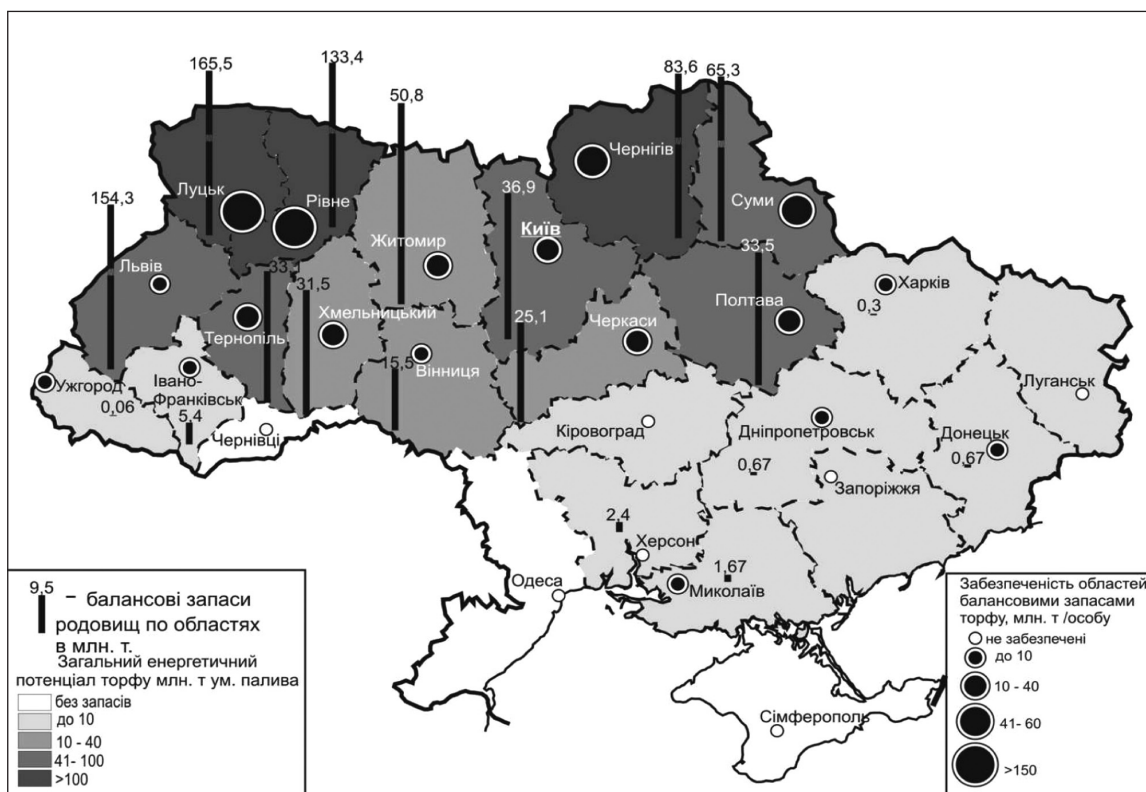 165,5
133,4
83,6
65,3
50,8
Чернігів
154,3
Луцьк
Рівне
36,9
Суми
Київ
Житомир
33,5
Львів
33,1
31,5
Харків
0,3
Тернопіль
Хмельницький
25,1
Черкаси
Полтава
15,5
Вінниця
Ужгород
0,06
Івано-
Франківськ
5,4
Чернівці
Луганськ
Кіровоград
Дніпропетровськ
0,67
Донецьк
0,67
Запоріжжя
2,4
Херсон
1,67
Миколаїв
Одеса
Сімферополь
9,5
– балансові запаси
родовищ по областях
в млн. т.
Загальний енергетичний
потенціал торфу млн. т ум. палива
без запасів
до 10
10 - 40
41- 100
>100
Забезпеченість областей
балансовими запасами
торфу, млн. т /особу
не забезпечені
до 10
10 - 40
41- 60
>150